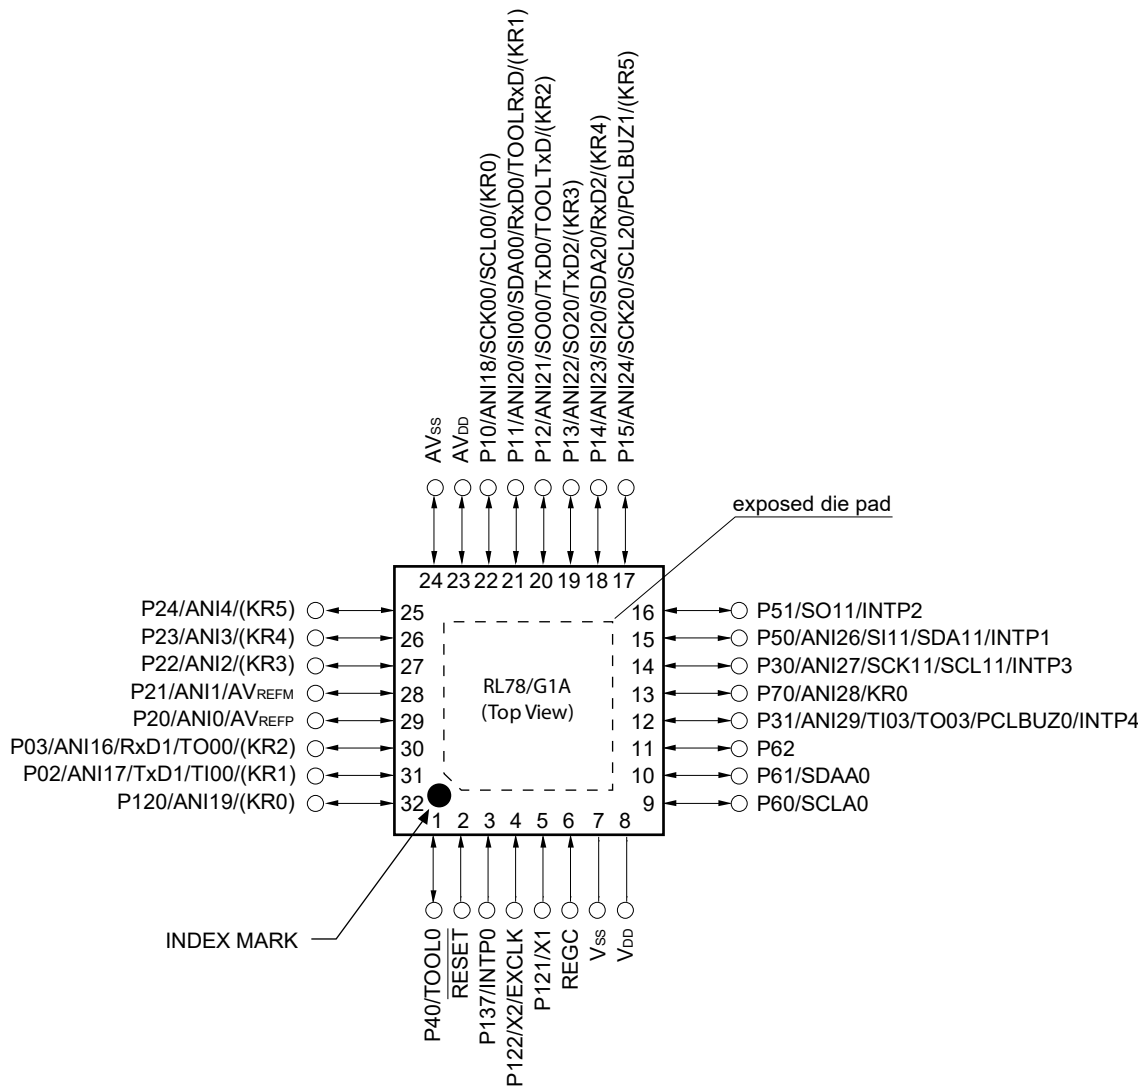 AVSS
AVDD
P10/ANI18/SCK00/SCL00/(KR0)
P11/ANI20/SI00/SDA00/RxD0/TOOLRxD/(KR1)
P12/ANI21/SO00/TxD0/TOOLTxD/(KR2)
P13/ANI22/SO20/TxD2/(KR3)
P14/ANI23/SI20/SDA20/RxD2/(KR4)
P15/ANI24/SCK20/SCL20/PCLBUZ1/(KR5)
exposed die pad
24 23 22 21 20 19 18 17
P24/ANI4/(KR5) 25
P23/ANI3/(KR4) 26
P22/ANI2/(KR3) 27
P21/ANI1/AVREFM 28
P20/ANI0/AVREFP 29
P03/ANI16/RxD1/TO00/(KR2) 30
P02/ANI17/TxD1/TI00/(KR1) 31
P120/ANI19/(KR0) 32
RL78/G1A
(Top View)
16 P51/SO11/INTP2
15 P50/ANI26/SI11/SDA11/INTP1
14 P30/ANI27/SCK11/SCL11/INTP3
13 P70/ANI28/KR0
12 P31/ANI29/TI03/TO03/PCLBUZ0/INTP4
11 P62
10 P61/SDAA0
9 P60/SCLA0
1 2 3 4 5 6 7 8
INDEX MARK
P40/TOOL0
RESET
P137/INTP0
P122/X2/EXCLK
P121/X1
REGC
VSS
VDD